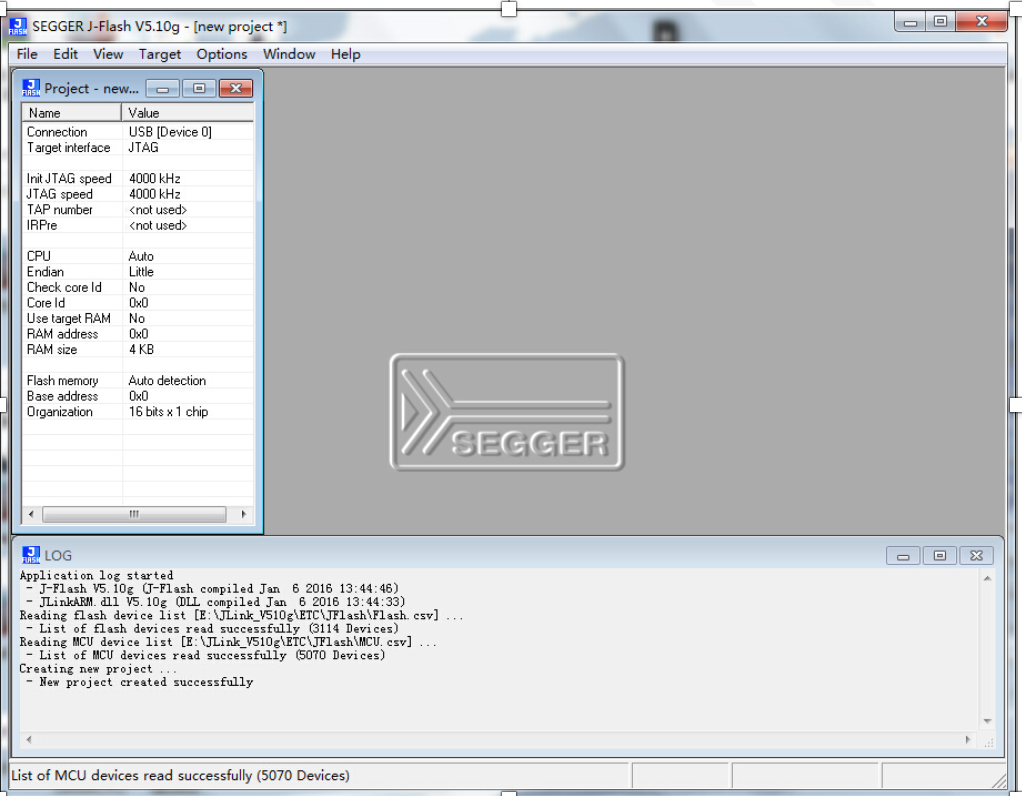 SEGGER J-Flash V5.10g - [new project *]
File Edit View Target Options Window Help
Project - new...
Name Value
Connection USB [Device 0]
Target interface JTAG
Init JTAG speed 4000 kHz
JTAG speed 4000 kHz
TAP number <not used>
IRPre <not used>
CPU Auto
Endian Little
Check core Id No
Core Id 0x0
Use target RAM No
RAM address 0x0
RAM size 4 KB
Flash memory Auto detection
Base address 0x0
Organization 16 bits x 1 chip
SEGGER
LOG
Application log started
- J-Flash V5.10g (J-Flash compiled Jan  6 2016 13:44:46)
- JLinkARM.dll V5.10g (DLL compiled Jan  6 2016 13:44:33)
Reading flash device list [E:\JLink_V510g\ETC\JFlash\Flash.csv] ...
- List of flash devices read successfully (3114 Devices)
Reading MCU device list [E:\JLink_V510g\ETC\JFlash\MCU.csv] ...
- List of MCU devices read successfully (5070 Devices)
Creating new project ...
- New project created successfully
List of MCU devices read successfully (5070 Devices)